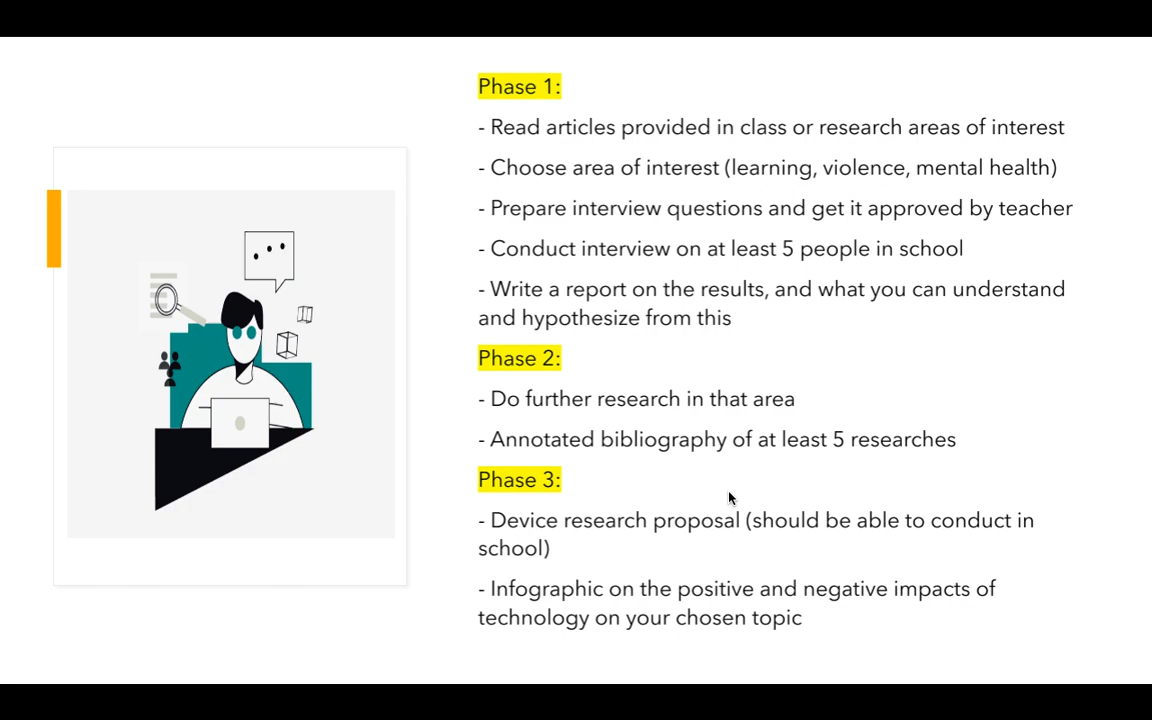 Phase 1:
- Read articles provided in class or research areas of interest
- Choose area of interest (learning, violence, mental health)
- Prepare interview questions and get it approved by teacher
- Conduct interview on at least 5 people in school
- Write a report on the results, and what you can understand
and hypothesize from this
Phase 2:
- Do further research in that area
- Annotated bibliography of at least 5 researches
Phase 3:
- Device research proposal (should be able to conduct in
school)
- Infographic on the positive and negative impacts of
technology on your chosen topic